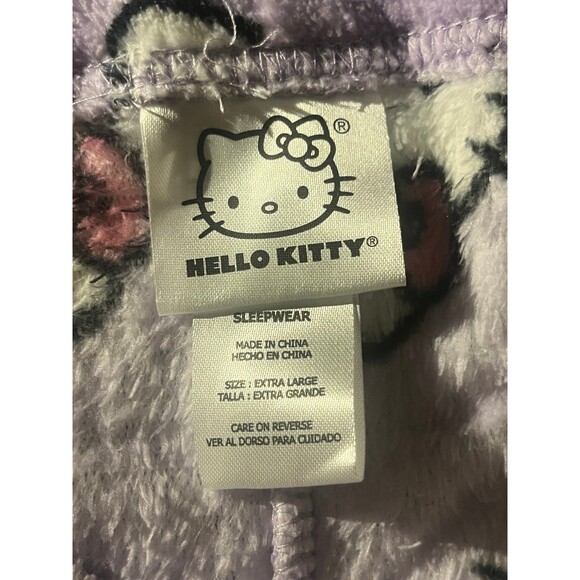 ®
HELLO KITTY®
SLEEPWEAR
MADE IN CHINA
HECHO EN CHINA
SIZE : EXTRA LARGE
TALLA : EXTRA GRANDE
CARE ON REVERSE
VER AL DORSO PARA CUIDADO